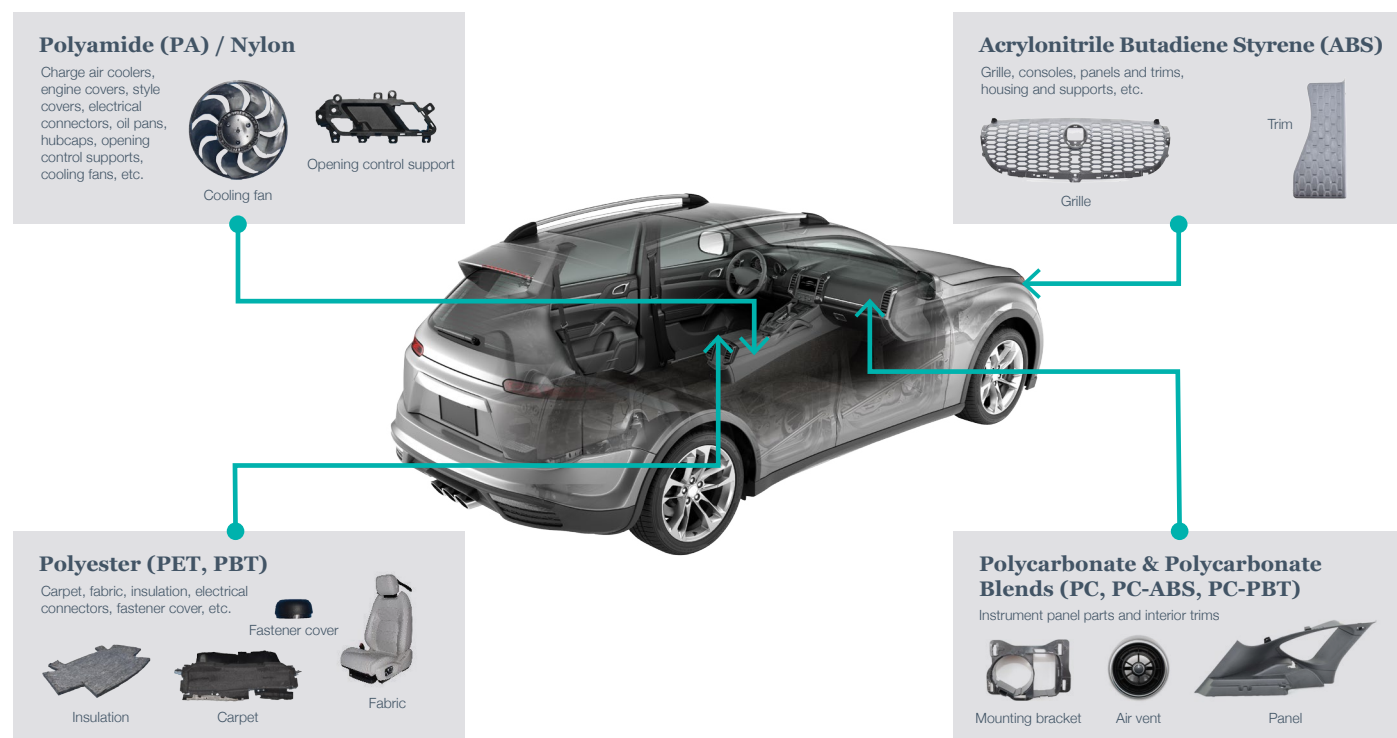 Polyamide (PA) / Nylon
Charge air coolers,
engine covers, style
covers, electrical
connectors, oil pans,
hubcaps, opening
control supports,
cooling fans, etc.
Cooling fan
Opening control support
Acrylonitrile Butadiene Styrene (ABS)
Grille, consoles, panels and trims,
housing and supports, etc.
Trim
Grille
Polyester (PET, PBT)
Carpet, fabric, insulation, electrical
connectors, fastener cover, etc.
Fastener cover
Insulation
Carpet
Fabric
Polycarbonate & Polycarbonate
Blends (PC, PC-ABS, PC-PBT)
Instrument panel parts and interior trims
Mounting bracket
Air vent
Panel